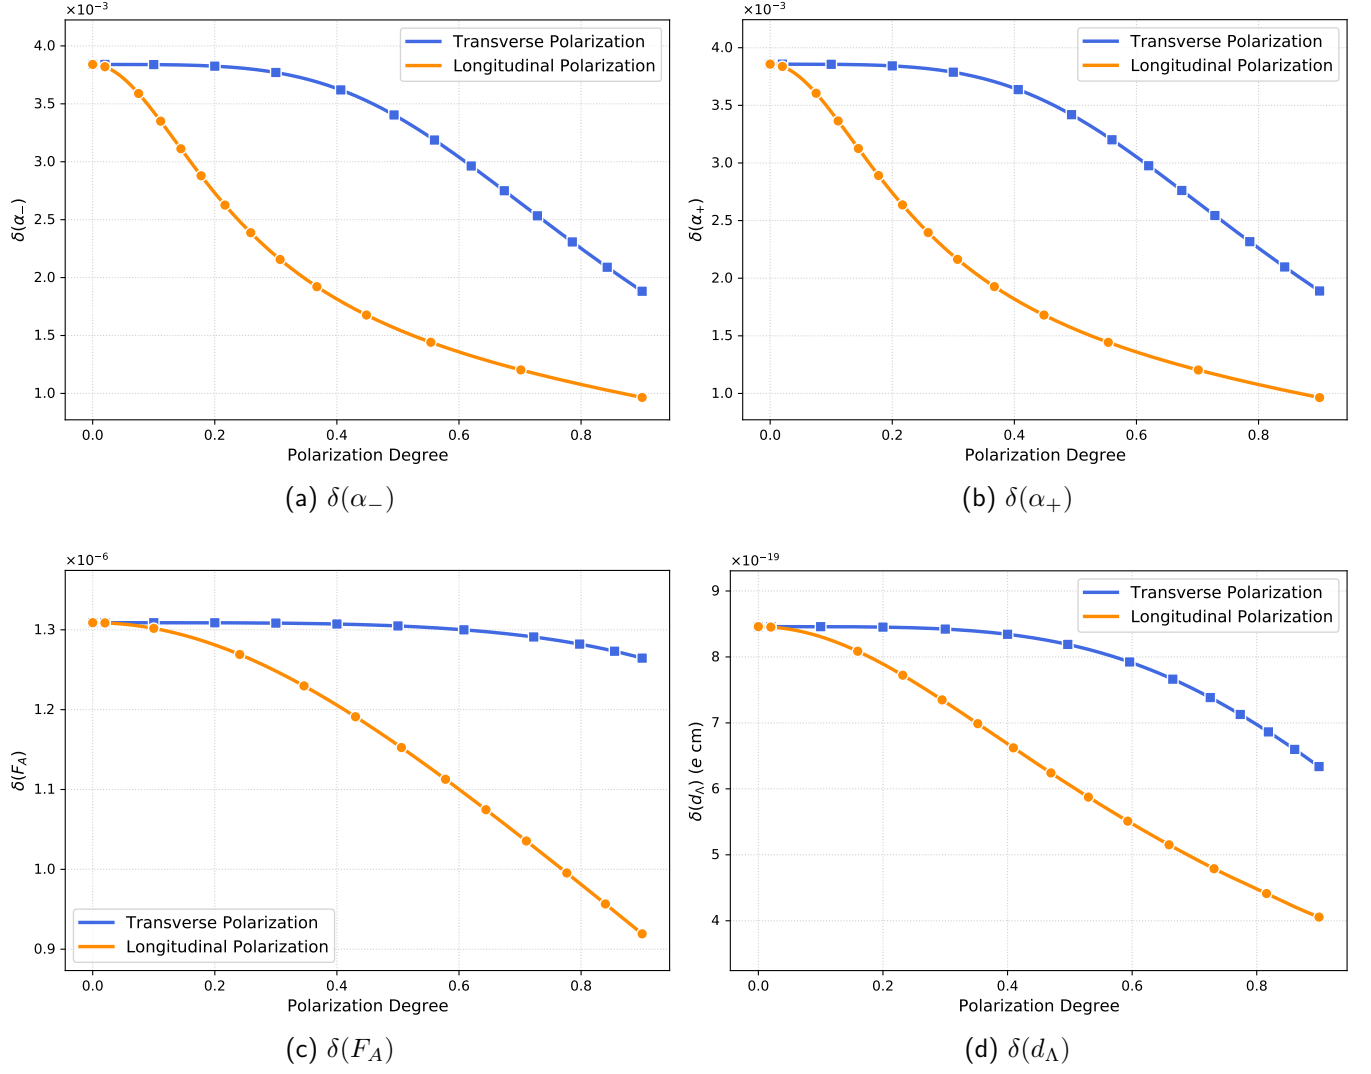 ×10⁻³
4.0
3.5
3.0
2.5
2.0
1.5
1.0
δ(α₋)
0.0 0.2 0.4 0.6 0.8
Polarization Degree
Transverse Polarization
Longitudinal Polarization
(a) δ(α₋)
×10⁻³
4.0
3.5
3.0
2.5
2.0
1.5
1.0
δ(α₊)
0.0 0.2 0.4 0.6 0.8
Polarization Degree
Transverse Polarization
Longitudinal Polarization
(b) δ(α₊)
×10⁻⁶
1.3
1.2
1.1
1.0
0.9
δ(F_A)
0.0 0.2 0.4 0.6 0.8
Polarization Degree
Transverse Polarization
Longitudinal Polarization
(c) δ(F_A)
×10⁻¹⁹
9
8
7
6
5
4
δ(d_Λ) (e cm)
0.0 0.2 0.4 0.6 0.8
Polarization Degree
Transverse Polarization
Longitudinal Polarization
(d) δ(d_Λ)